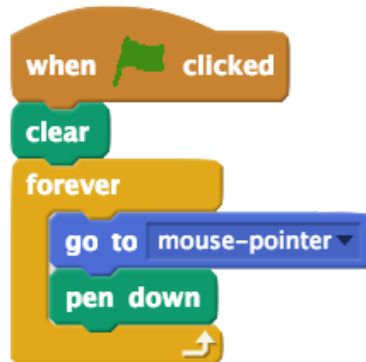 when clicked
clear
forever
go to mouse-pointer
pen down